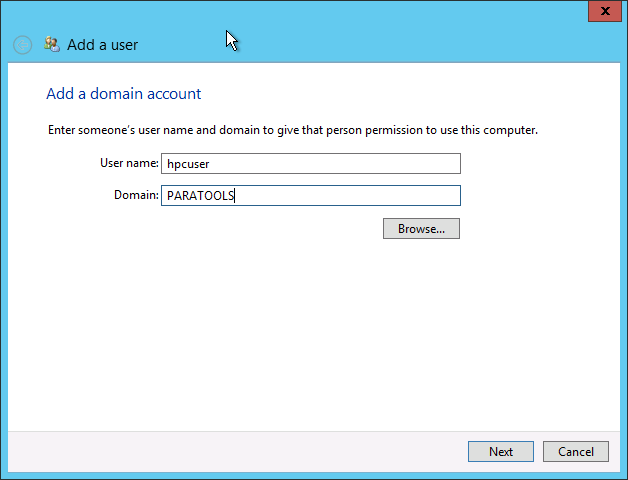 Add a user
Add a domain account
Enter someone's user name and domain to give that person permission to use this computer.
User name: hpcuser
Domain: PARATOOLS
Browse...
Next Cancel